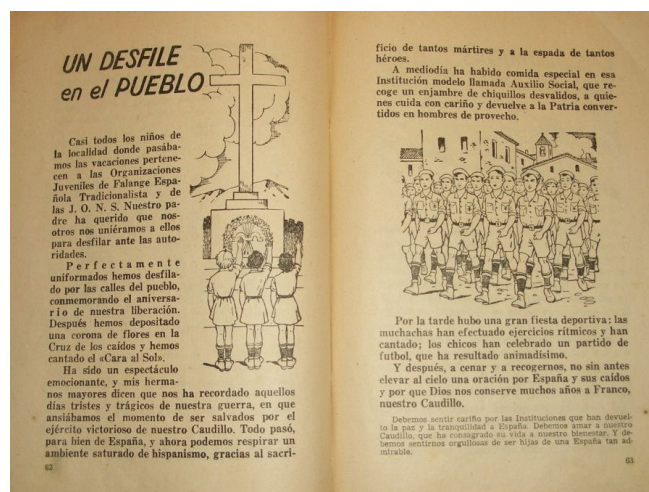 UN DESFILE
en el PUEBLO
Casi todos los niños de
la localidad donde pasába-
mos las vacaciones pertene-
cen a las Organizaciones
Juveniles de Falange Espa-
ñola Tradicionalista y de
las J. O. N. S. Nuestro pa-
dre ha querido que nos-
otros nos uniéramos a ellos
para desfilar ante las auto-
ridades.
Perfectamente
uniformados hemos desfila-
do por las calles del pueblo,
conmemorando el aniversa-
rio de nuestra liberación.
Después hemos depositado
una corona de flores en la
Cruz de los caídos y hemos
cantado el «Cara al Sol».
Ha sido un espectáculo
emocionante, y mis herma-
nos mayores dicen que nos ha recordado aquellos
días tristes y trágicos de nuestra guerra, en que
ansiábamos el momento de ser salvados por el
ejército victorioso de nuestro Caudillo. Todo pasó,
para bien de España, y ahora podemos respirar un
ambiente saturado de hispanismo, gracias al sacri-
62
ficio de tantos mártires y a la espada de tantos
héroes.
A mediodía ha habido comida especial en esa
Institución modelo llamada Auxilio Social, que re-
coge un enjambre de chiquillos desvalidos, a quie-
nes cuida con cariño y devuelve a la Patria conver-
tidos en hombres de provecho.
Por la tarde hubo una gran fiesta deportiva: las
muchachas han efectuado ejercicios rítmicos y han
cantado; los chicos han celebrado un partido de
futbol, que ha resultado animadísimo.
Y después, a cenar y a recogernos, no sin antes
elevar al cielo una oración por España y sus caídos
y por que Dios nos conserve muchos años a Franco,
nuestro Caudillo.
Debemos sentir cariño por las Instituciones que han devuel-
to la paz y la tranquilidad a España. Debemos amar a nuestro
Caudillo, que ha consagrado su vida a nuestro bienestar. Y de-
bemos sentirnos orgullosas de ser hijas de una España tan ad-
mirable.
63